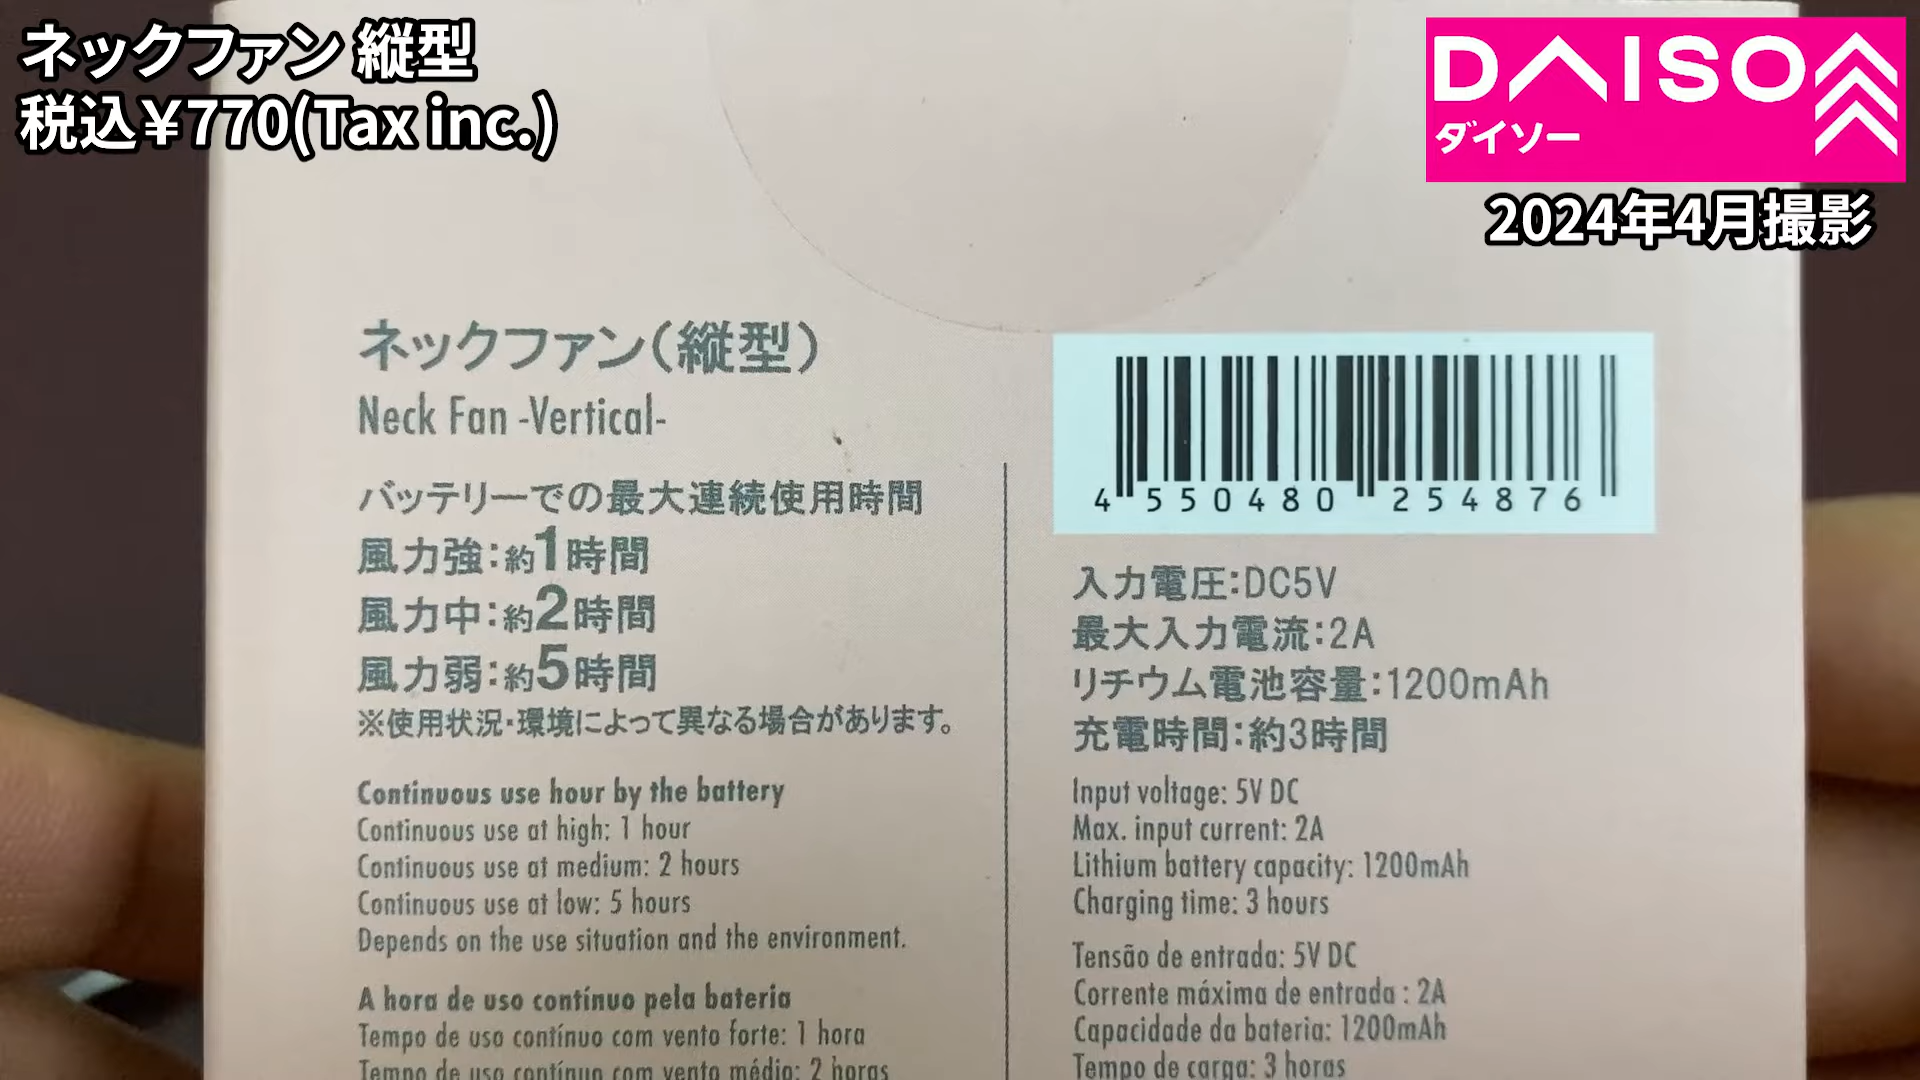 ネックファン 縦型
税込￥770(Tax inc.)
DAISO
ダイソー
2024年4月撮影
ネックファン(縦型)
Neck Fan -Vertical-
バッテリーでの最大連続使用時間
風力強:約1時間
風力中:約2時間
風力弱:約5時間
※使用状況・環境によって異なる場合があります。
Continuous use hour by the battery
Continuous use at high: 1 hour
Continuous use at medium: 2 hours
Continuous use at low: 5 hours
Depends on the use situation and the environment.
A hora de uso contínuo pela bateria
Tempo de uso contínuo com vento forte: 1 hora
Tempo de uso contínuo com vento médio: 2 horas
4 550480 254876
入力電圧:DC5V
最大入力電流:2A
リチウム電池容量:1200mAh
充電時間:約3時間
Input voltage: 5V DC
Max. input current: 2A
Lithium battery capacity: 1200mAh
Charging time: 3 hours
Tensão de entrada: 5V DC
Corrente máxima de entrada : 2A
Capacidade da bateria: 1200mAh
Tempo de carga: 3 horas